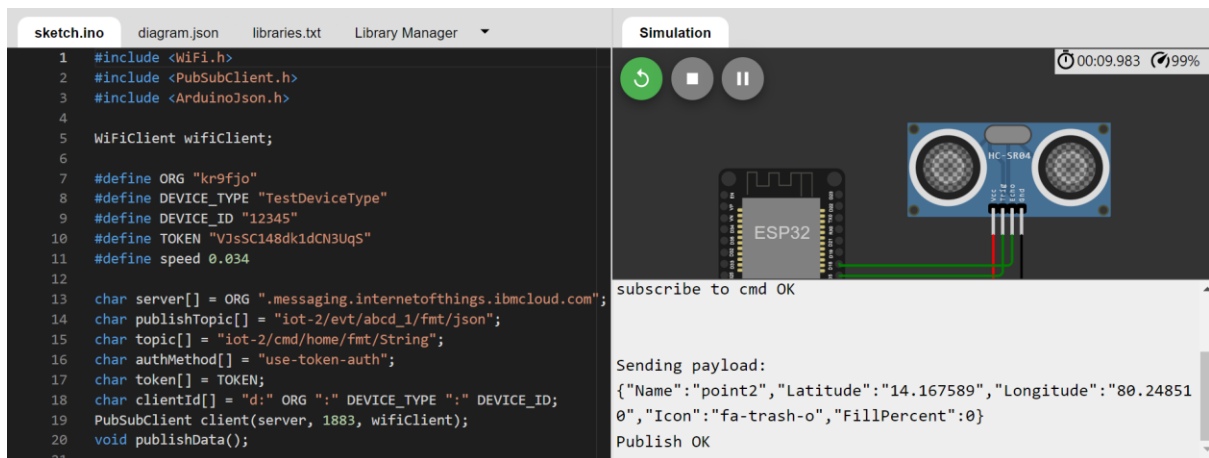 sketch.ino diagram.json libraries.txt Library Manager
1 #include <WiFi.h>
2 #include <PubSubClient.h>
3 #include <ArduinoJson.h>
4
5 WiFiClient wifiClient;
6
7 #define ORG "kr9fjo"
8 #define DEVICE_TYPE "TestDeviceType"
9 #define DEVICE_ID "12345"
10 #define TOKEN "VJsSC148dk1dCN3UqS"
11 #define speed 0.034
12
13 char server[] = ORG ".messaging.internetofthings.ibmcloud.com";
14 char publishTopic[] = "iot-2/evt/abcd_1/fmt/json";
15 char topic[] = "iot-2/cmd/home/fmt/String";
16 char authMethod[] = "use-token-auth";
17 char token[] = TOKEN;
18 char clientId[] = "d:" ORG ":" DEVICE_TYPE ":" DEVICE_ID;
19 PubSubClient client(server, 1883, wifiClient);
20 void publishData();
Simulation
00:09.983 99%
HC-SR04
Vcc
Trig
Echo
Gnd
ESP32
subscribe to cmd OK
Sending payload:
{"Name":"point2","Latitude":"14.167589","Longitude":"80.24851
0","Icon":"fa-trash-o","FillPercent":0}
Publish OK